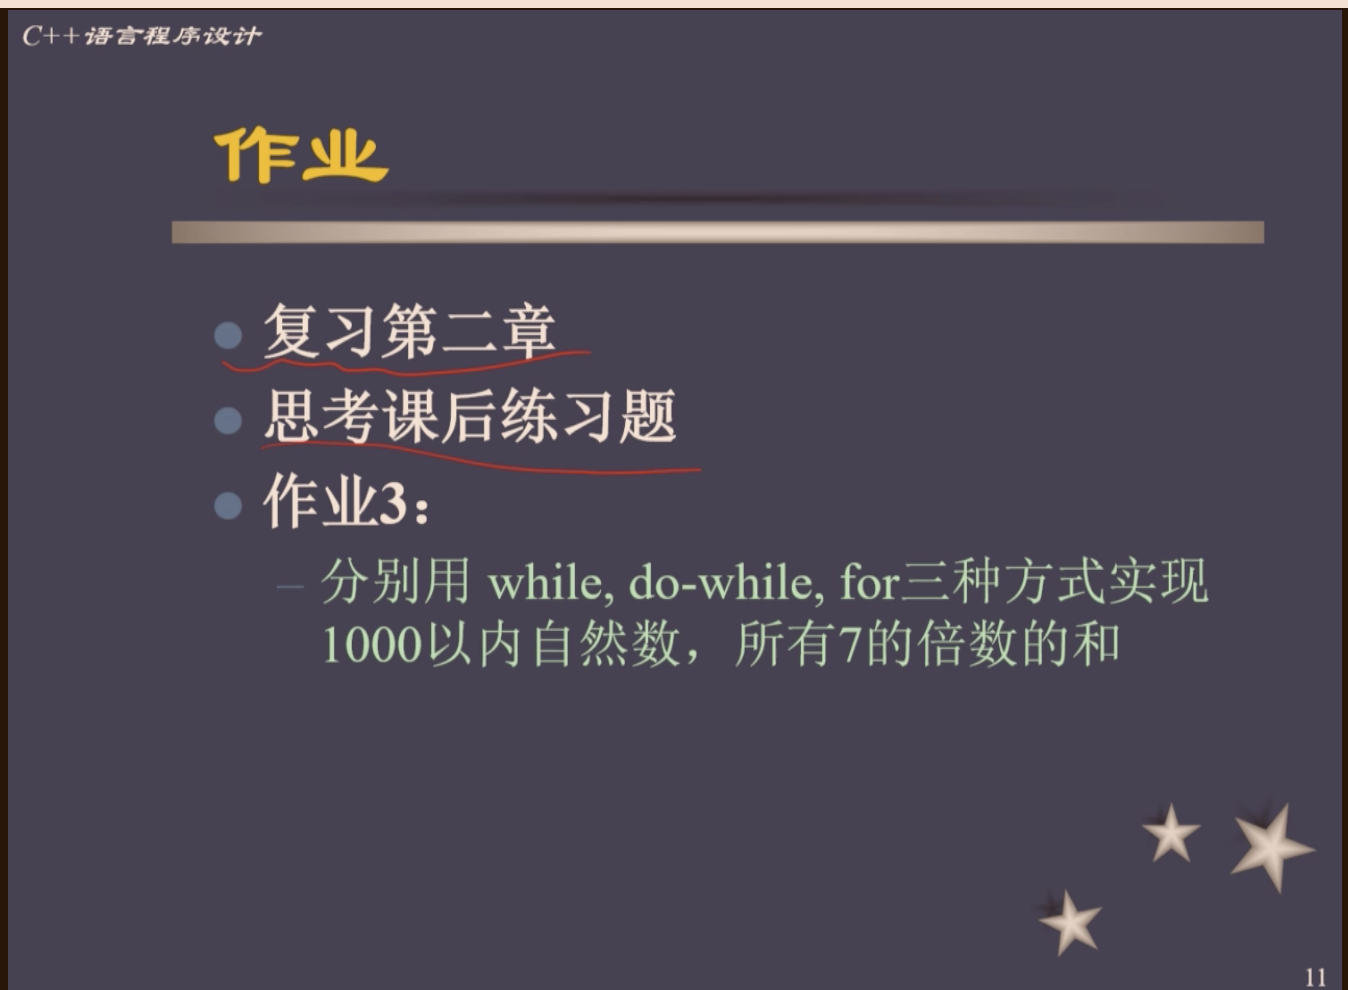 C++语言程序设计
作业
复习第二章
思考课后练习题
作业3：
– 分别用 while, do-while, for三种方式实现
1000以内自然数，所有7的倍数的和
11